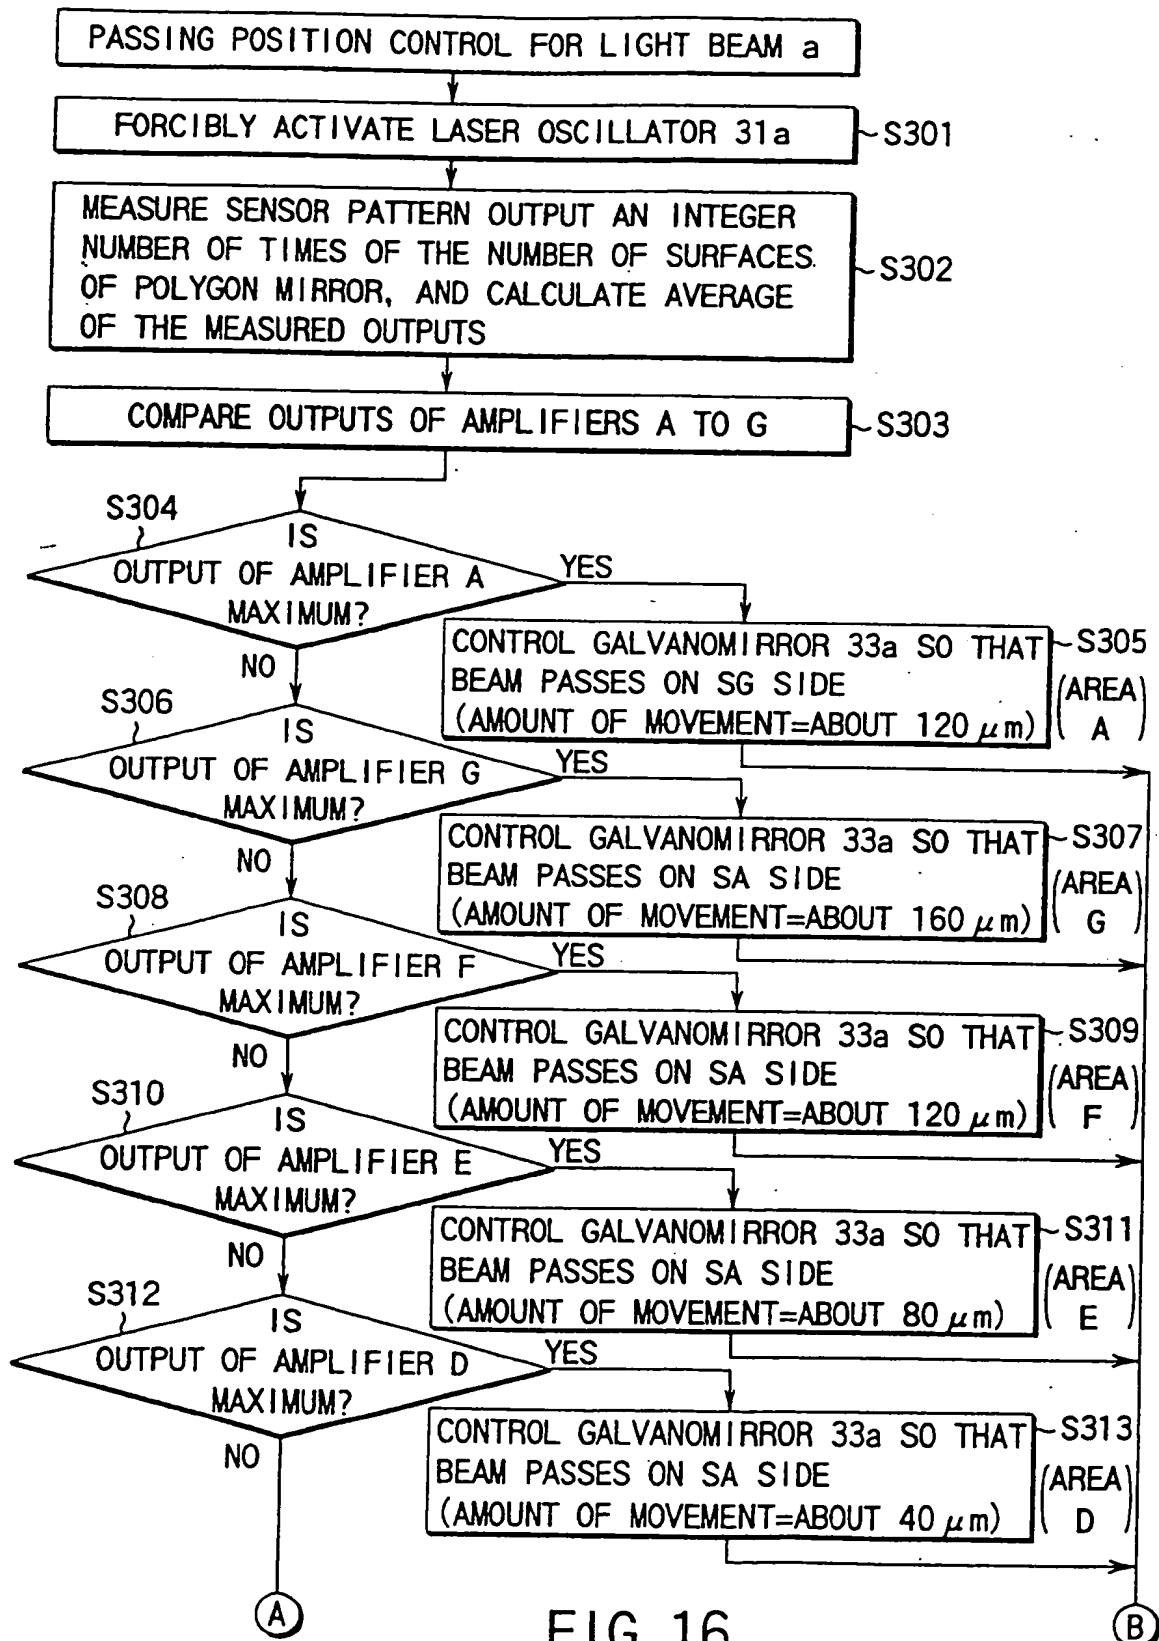 PASSING POSITION CONTROL FOR LIGHT BEAM a
FORCIBLY ACTIVATE LASER OSCILLATOR 31a
S301
MEASURE SENSOR PATTERN OUTPUT AN INTEGER
NUMBER OF TIMES OF THE NUMBER OF SURFACES
OF POLYGON MIRROR, AND CALCULATE AVERAGE
OF THE MEASURED OUTPUTS
S302
COMPARE OUTPUTS OF AMPLIFIERS A TO G
S303
S304
IS
OUTPUT OF AMPLIFIER A
MAXIMUM?
YES
NO
CONTROL GALVANOMIRROR 33a SO THAT
BEAM PASSES ON SG SIDE
(AMOUNT OF MOVEMENT=ABOUT 120 μm)
S305
(AREA
A)
S306
IS
OUTPUT OF AMPLIFIER G
MAXIMUM?
YES
NO
CONTROL GALVANOMIRROR 33a SO THAT
BEAM PASSES ON SA SIDE
(AMOUNT OF MOVEMENT=ABOUT 160 μm)
S307
(AREA
G)
S308
IS
OUTPUT OF AMPLIFIER F
MAXIMUM?
YES
NO
CONTROL GALVANOMIRROR 33a SO THAT
BEAM PASSES ON SA SIDE
(AMOUNT OF MOVEMENT=ABOUT 120 μm)
S309
(AREA
F)
S310
IS
OUTPUT OF AMPLIFIER E
MAXIMUM?
YES
NO
CONTROL GALVANOMIRROR 33a SO THAT
BEAM PASSES ON SA SIDE
(AMOUNT OF MOVEMENT=ABOUT 80 μm)
S311
(AREA
E)
S312
IS
OUTPUT OF AMPLIFIER D
MAXIMUM?
YES
NO
CONTROL GALVANOMIRROR 33a SO THAT
BEAM PASSES ON SA SIDE
(AMOUNT OF MOVEMENT=ABOUT 40 μm)
S313
(AREA
D)
A
B
FIG. 16